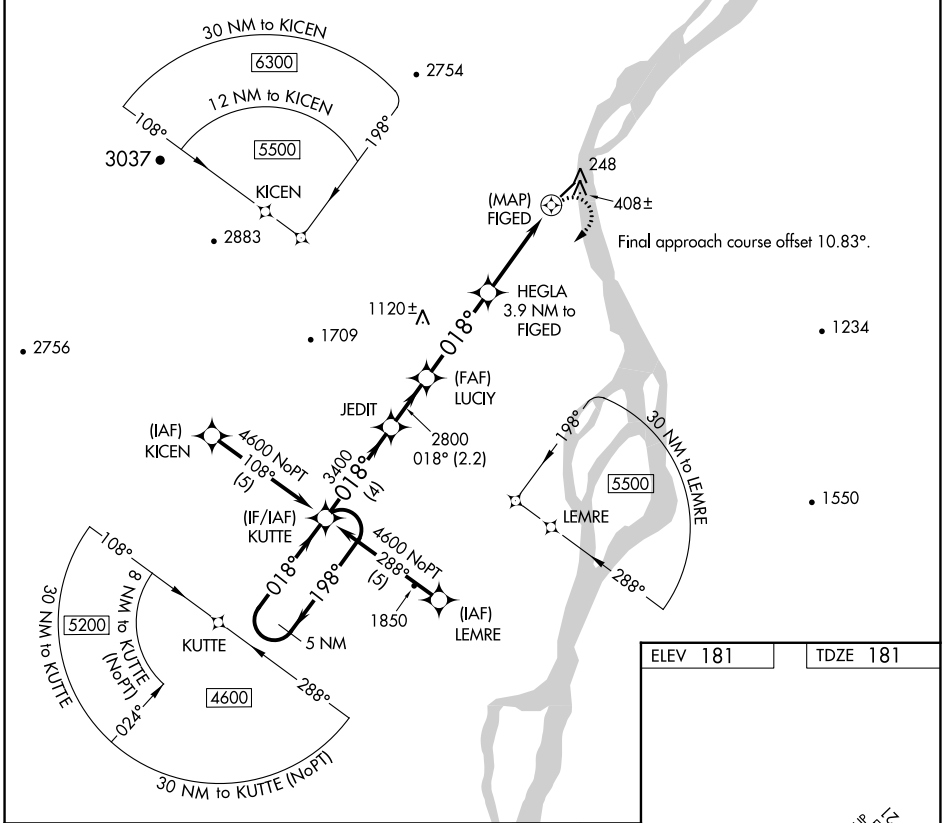 30 NM to KICEN
6300
2754
12 NM to KICEN
108°
198°
5500
3037
KICEN
2883
248
(MAP)
FIGED
408±
Final approach course offset 10.83°.
HEGLA
3.9 NM to
FIGED
1120±
018°
1234
1709
2756
(FAF)
LUCIY
JEDIT
2800
018° (2.2)
(IAF)
KICEN
4600 NoPT
108°
(5)
3400
018°
(4)
198°
30 NM to LEMRE
5500
LEMRE
288°
1550
(IF/IAF)
KUTTE
4600 NoPT
288°
(5)
018°
198°
1850
(IAF)
LEMRE
5 NM
108°
8 NM to KUTTE
(NoPT)
5200
30 NM to KUTTE
KUTTE
024°
4600
288°
30 NM to KUTTE (NoPT)
ELEV 181
TDZE 181
21